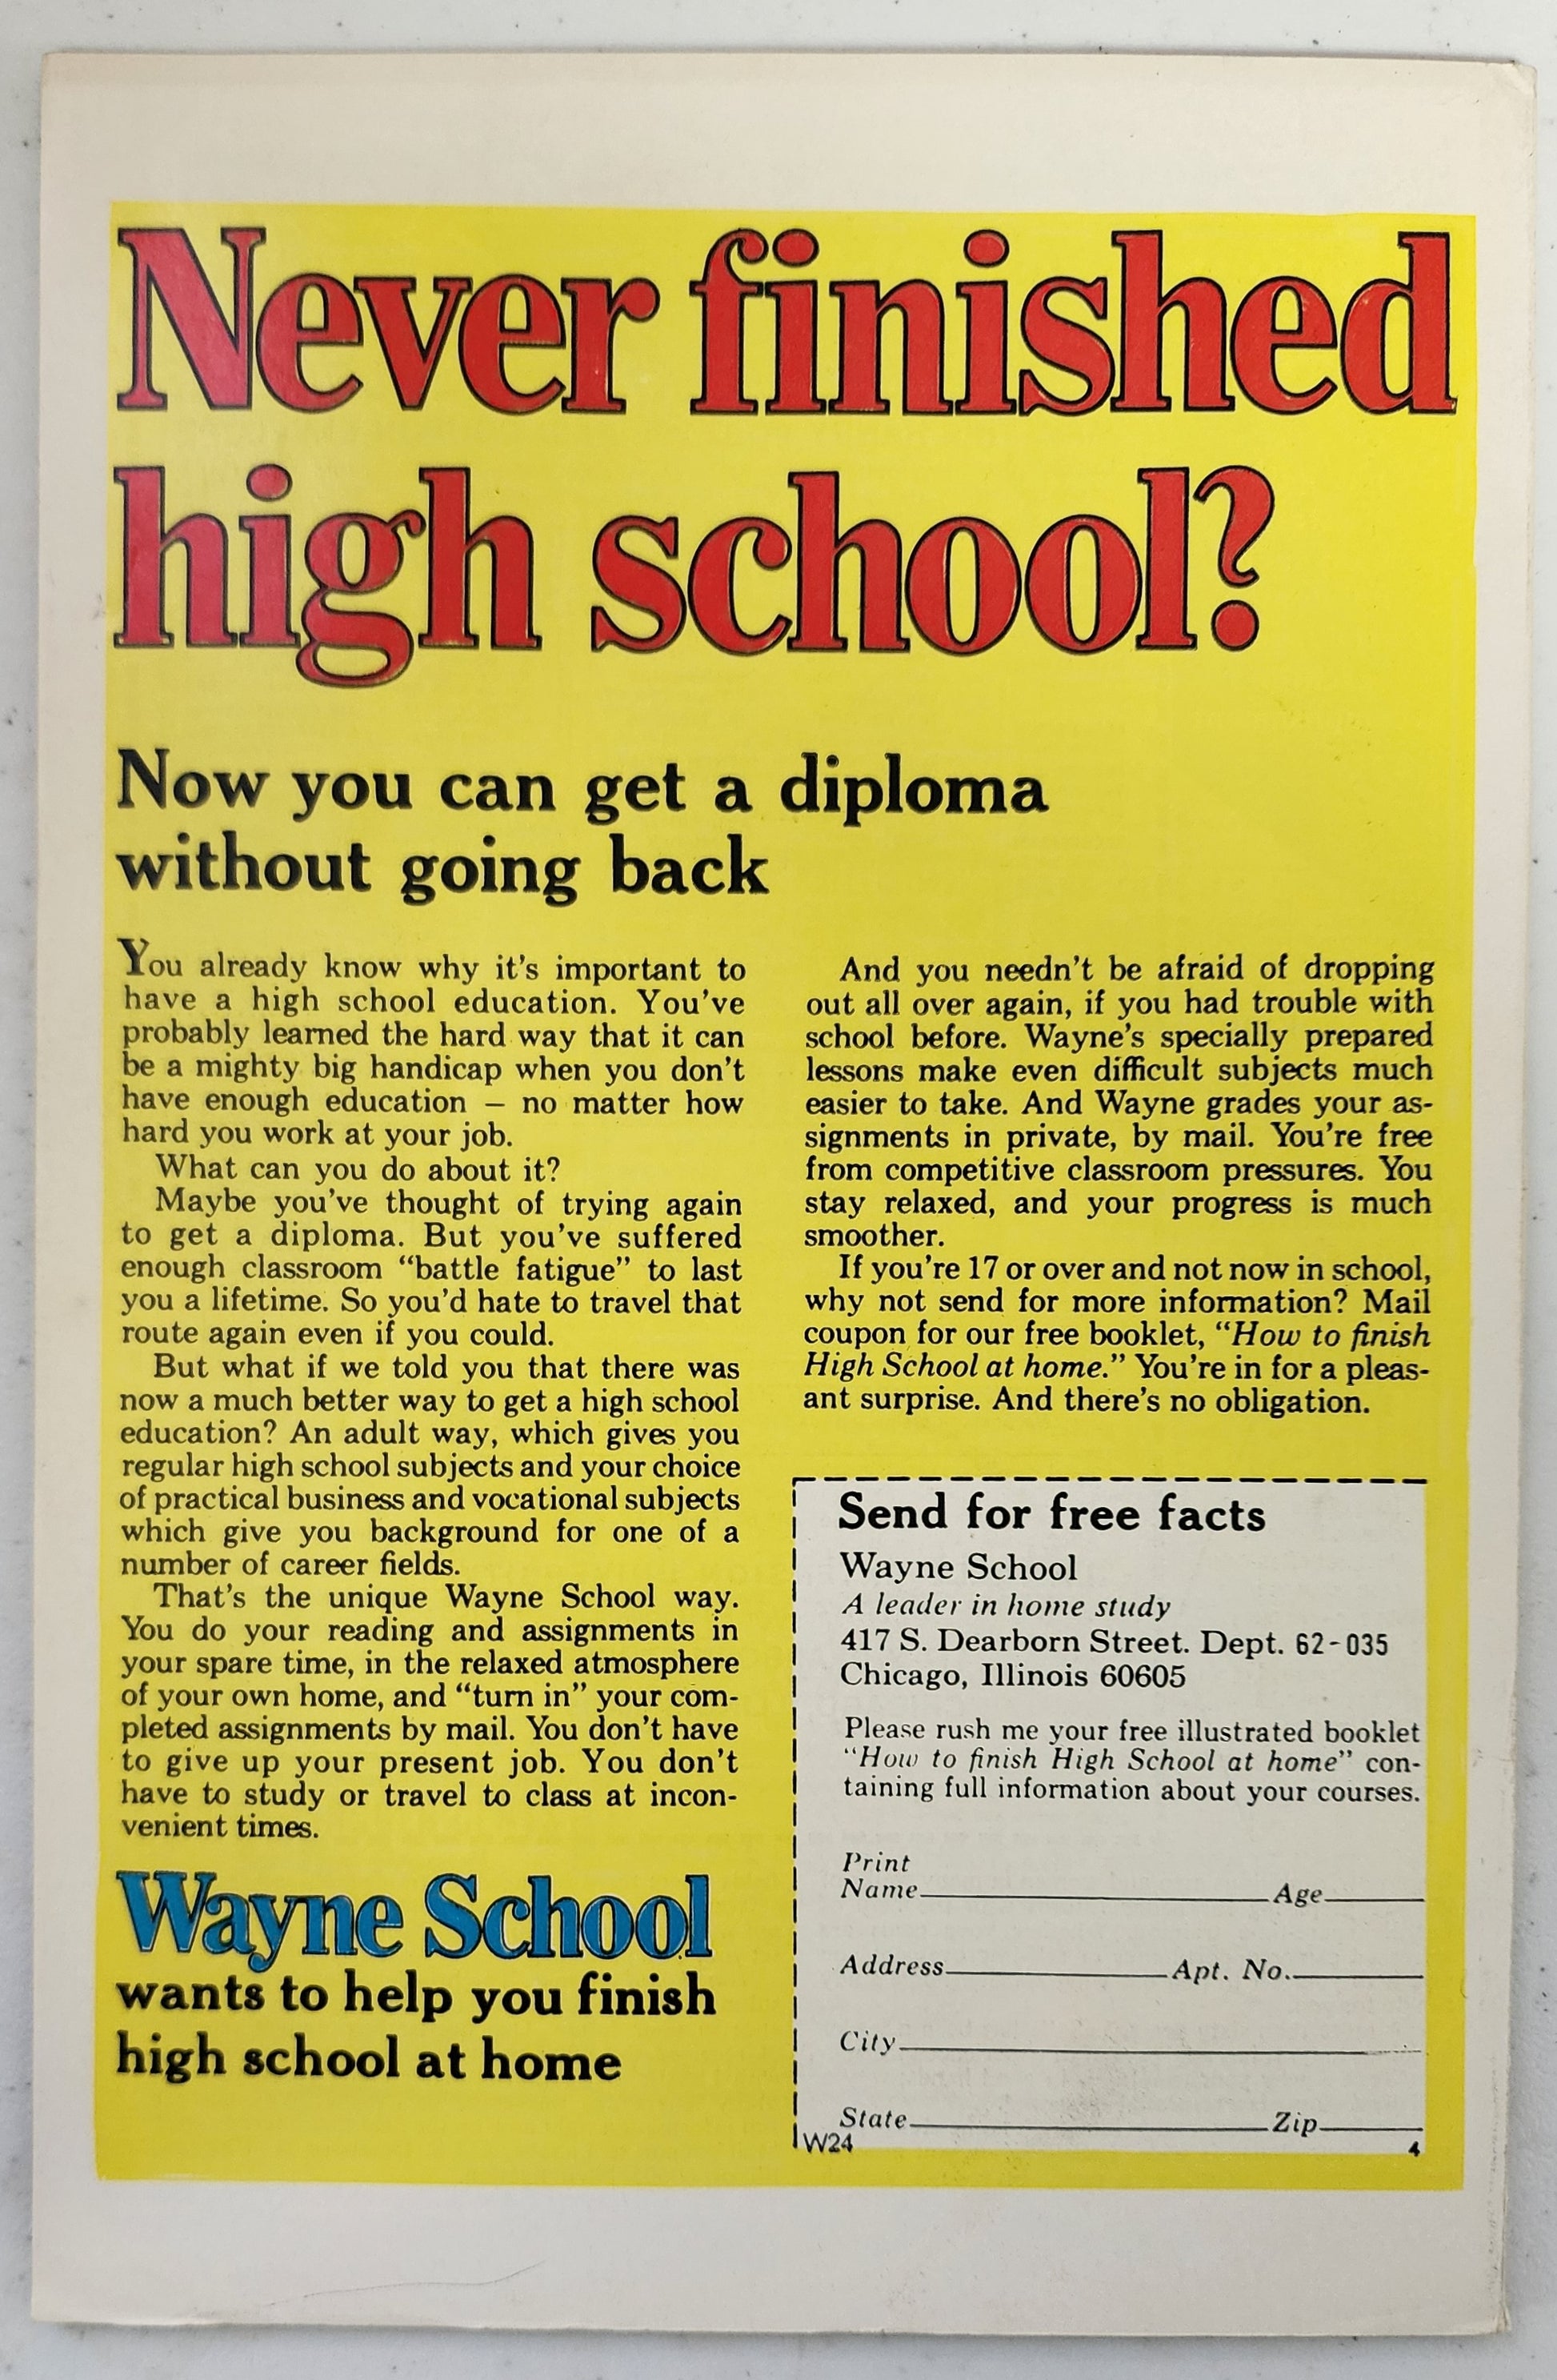 Never finished
high school?
Now you can get a diploma
without going back
You already know why it's important to
have a high school education. You've
probably learned the hard way that it can
be a mighty big handicap when you don't
have enough education – no matter how
hard you work at your job.
What can you do about it?
Maybe you've thought of trying again
to get a diploma. But you've suffered
enough classroom “battle fatigue” to last
you a lifetime. So you'd hate to travel that
route again even if you could.
But what if we told you that there was
now a much better way to get a high school
education? An adult way, which gives you
regular high school subjects and your choice
of practical business and vocational subjects
which give you background for one of a
number of career fields.
That's the unique Wayne School way.
You do your reading and assignments in
your spare time, in the relaxed atmosphere
of your own home, and “turn in” your com-
pleted assignments by mail. You don't have
to give up your present job. You don't
have to study or travel to class at incon-
venient times.
Wayne School
wants to help you finish
high school at home
And you needn't be afraid of dropping
out all over again, if you had trouble with
school before. Wayne's specially prepared
lessons make even difficult subjects much
easier to take. And Wayne grades your as-
signments in private, by mail. You're free
from competitive classroom pressures. You
stay relaxed, and your progress is much
smoother.
If you're 17 or over and not now in school,
why not send for more information? Mail
coupon for our free booklet, “How to finish
High School at home.” You're in for a pleas-
ant surprise. And there's no obligation.
Send for free facts
Wayne School
A leader in home study
417 S. Dearborn Street. Dept. 62-035
Chicago, Illinois 60605
Please rush me your free illustrated booklet
“How to finish High School at home” con-
taining full information about your courses.
Print
Name Age
Address Apt. No.
City
State Zip
W24 4